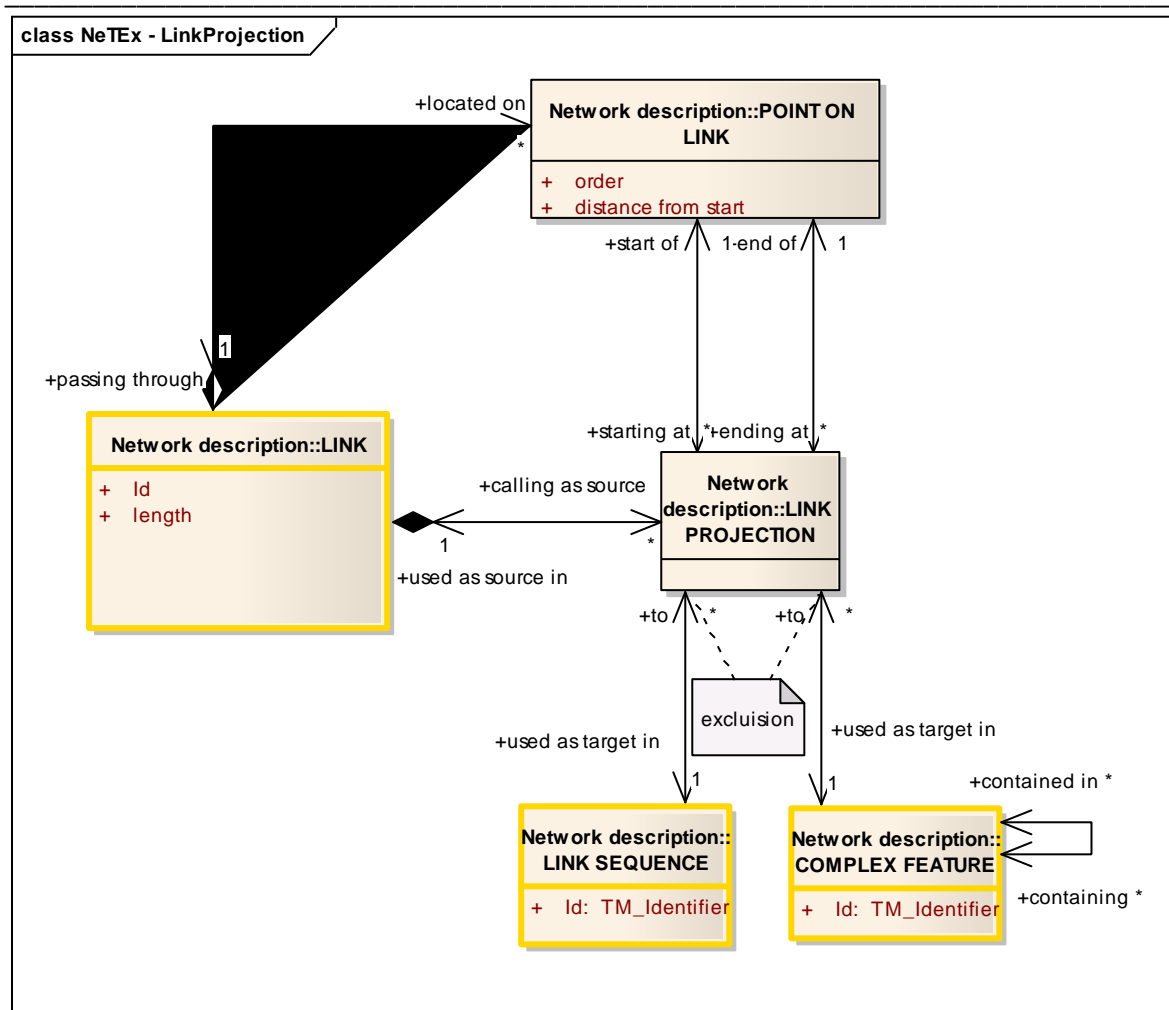 class NeTEx - LinkProjection
+located on
*
Network description::POINT ON
LINK
+ order
+ distance from start
+start of
1
-end of
1
1
+passing through
Network description::LINK
+ Id
+ length
+starting at
*
+ending at
*
+calling as source
1
*
+used as source in
Network
description::LINK
PROJECTION
+to
*
+to
*
excluision
+used as target in
1
+used as target in
1
+contained in *
+containing *
Network description::
LINK SEQUENCE
+ Id: TM_Identifier
Network description::
COMPLEX FEATURE
+ Id: TM_Identifier